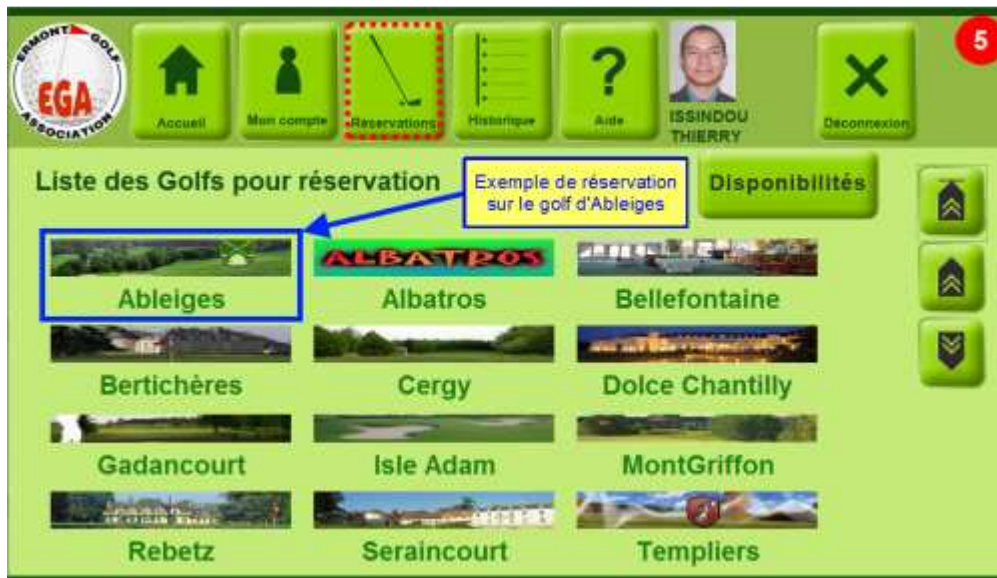 ERMONT GOLF
EGA
ASSOCIATION
Accueil
Mon compte
Réservations
Historique
?
Aide
ISSINDOU
THIERRY
Déconnexion
5
Liste des Golfs pour réservation
Exemple de réservation
sur le golf d'Ableiges
Disponibilités
ALBATROS
Ableiges
Albatros
Bellefontaine
Bertichères
Cergy
Dolce Chantilly
Gadancourt
Isle Adam
MontGriffon
Rebetz
Seraincourt
Templiers